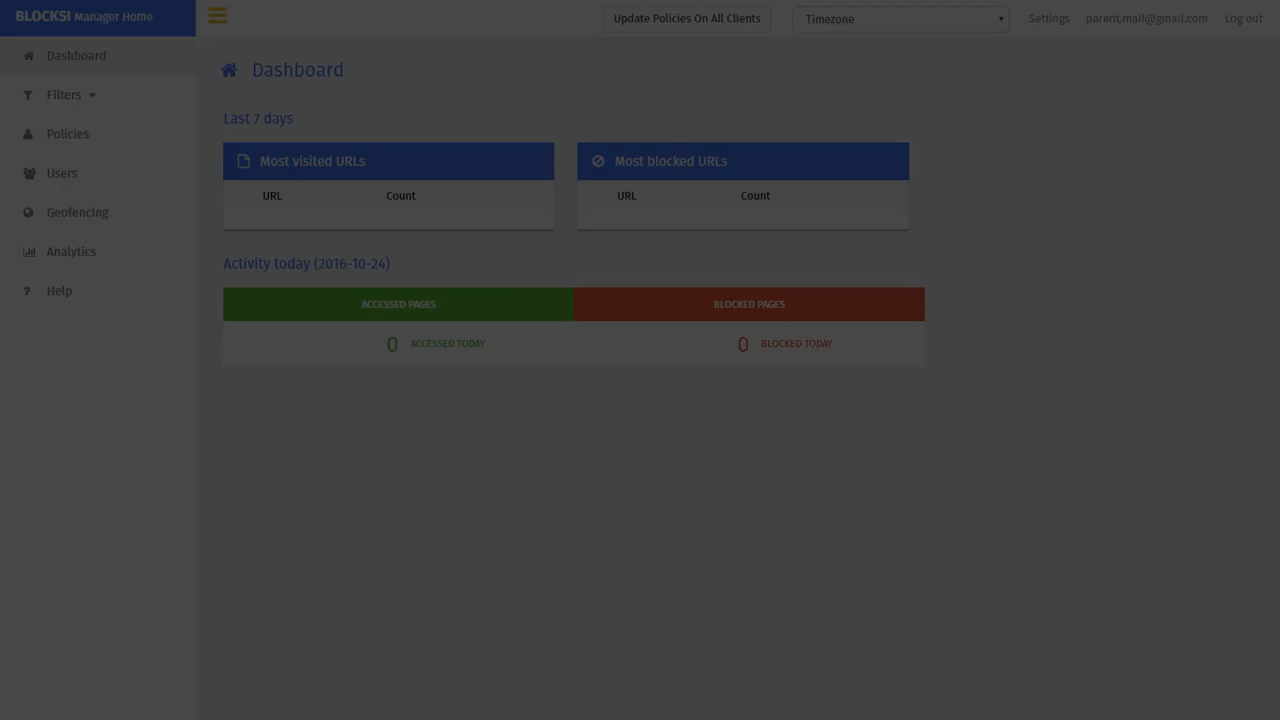 BLOCKSI Manager Home
Update Policies On All Clients
Timezone
Settings
parent.mail@gmail.com
Log out
Dashboard
Filters
Policies
Users
Geofencing
Analytics
? Help
Dashboard
Last 7 days
Most visited URLs
URL Count
Most blocked URLs
URL Count
Activity today (2016-10-24)
ACCESSED PAGES
BLOCKED PAGES
0 ACCESSED TODAY
0 BLOCKED TODAY